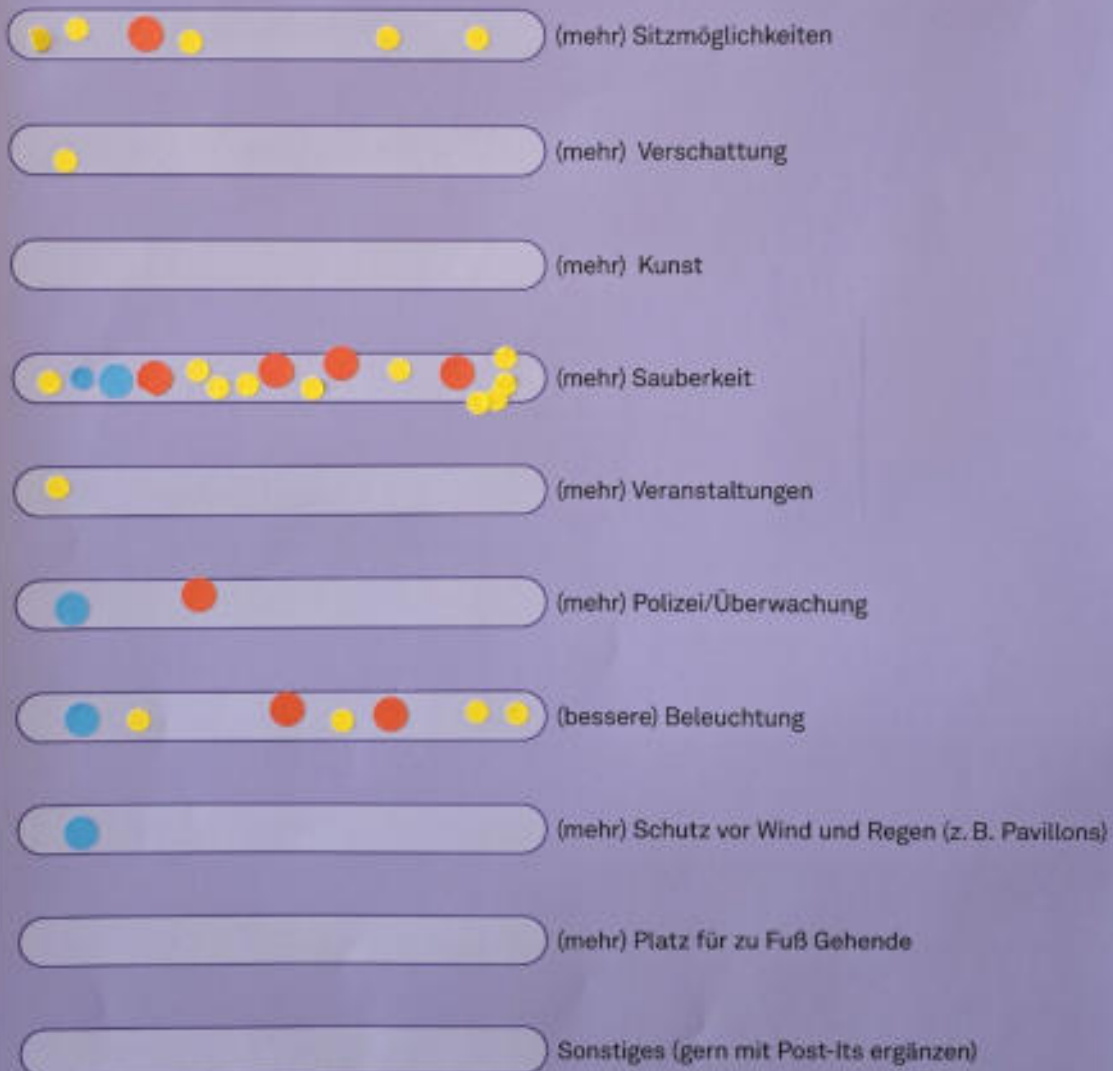 (mehr) Sitzmöglichkeiten
(mehr) Verschattung
(mehr) Kunst
(mehr) Sauberkeit
(mehr) Veranstaltungen
(mehr) Polizei/Überwachung
(bessere) Beleuchtung
(mehr) Schutz vor Wind und Regen (z. B. Pavillons)
(mehr) Platz für zu Fuß Gehende
Sonstiges (gern mit Post-Its ergänzen)